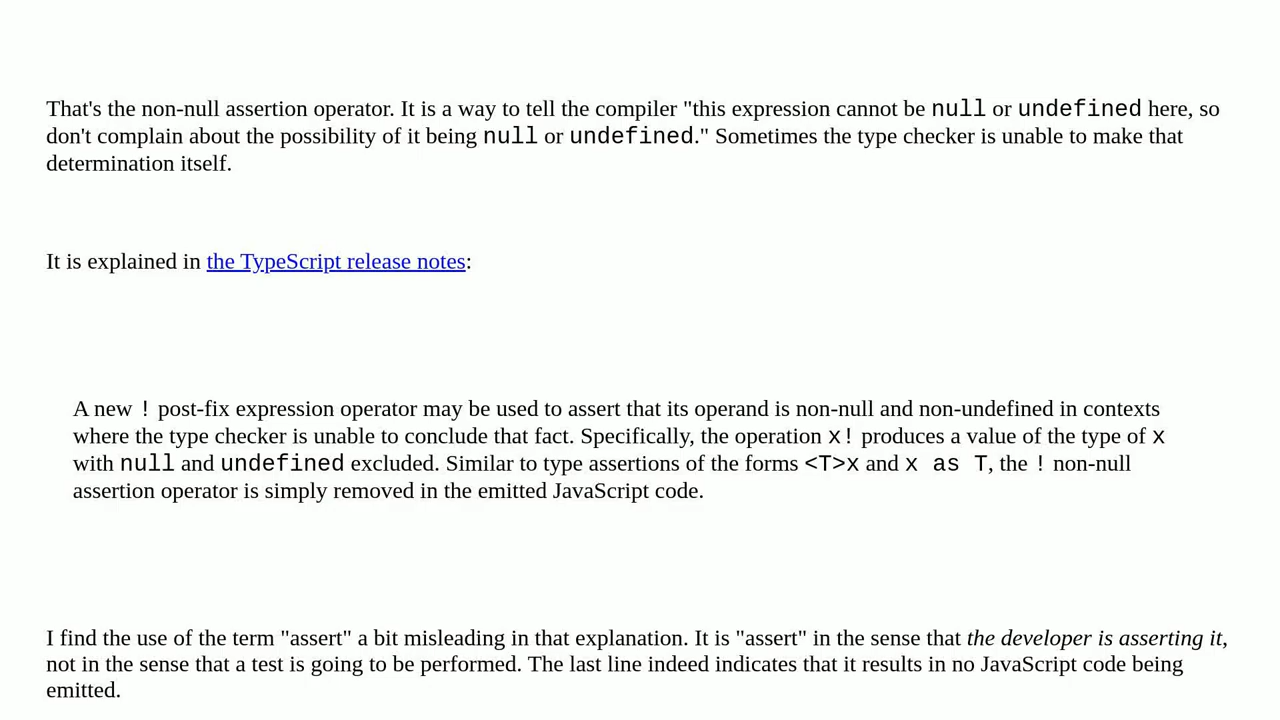 That's the non-null assertion operator. It is a way to tell the compiler "this expression cannot be null or undefined here, so
don't complain about the possibility of it being null or undefined." Sometimes the type checker is unable to make that
determination itself.
It is explained in the TypeScript release notes:
A new ! post-fix expression operator may be used to assert that its operand is non-null and non-undefined in contexts
where the type checker is unable to conclude that fact. Specifically, the operation x! produces a value of the type of x
with null and undefined excluded. Similar to type assertions of the forms <T>x and x as T, the ! non-null
assertion operator is simply removed in the emitted JavaScript code.
I find the use of the term "assert" a bit misleading in that explanation. It is "assert" in the sense that the developer is asserting it,
not in the sense that a test is going to be performed. The last line indeed indicates that it results in no JavaScript code being
emitted.